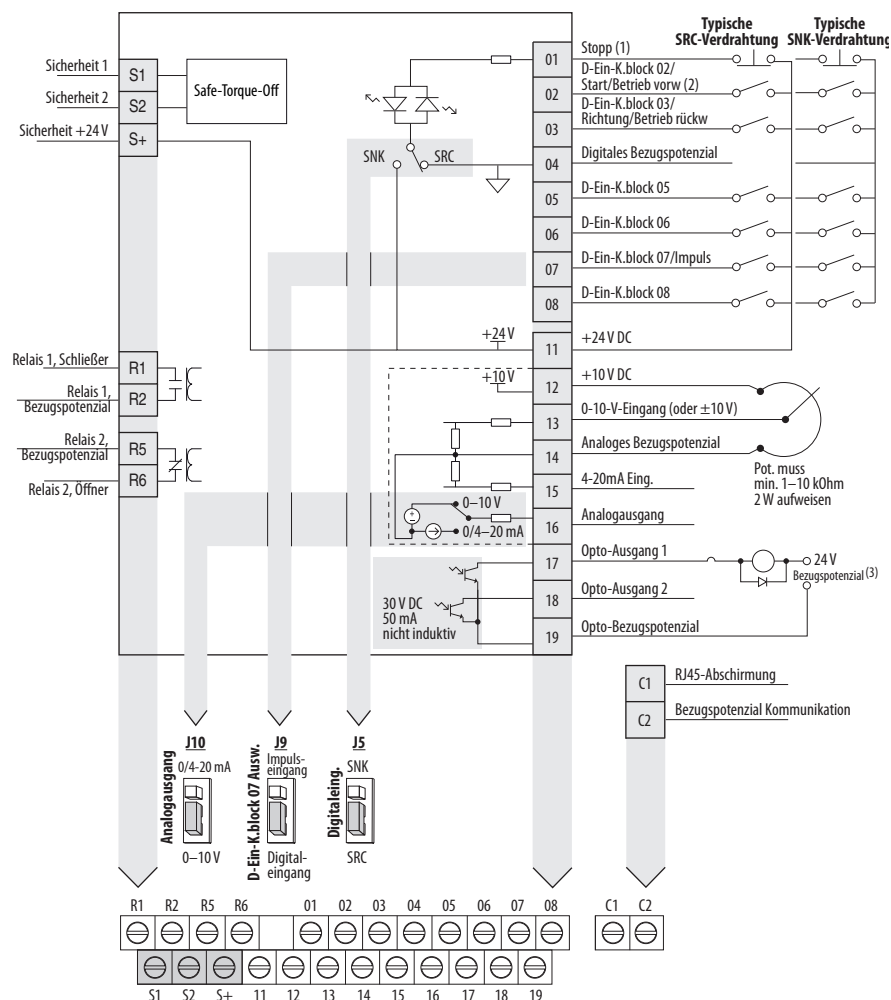 Typische
SRC-Verdrahtung
Typische
SNK-Verdrahtung
Sicherheit 1
S1
Sicherheit 2
S2
Sicherheit +24 V
S+
Safe-Torque-Off
SNK
SRC
01
Stopp (1)
02
D-Ein-K.block 02/
Start/Betrieb vorw (2)
03
D-Ein-K.block 03/
Richtung/Betrieb rückw
04
Digitales Bezugspotenzial
05
D-Ein-K.block 05
06
D-Ein-K.block 06
07
D-Ein-K.block 07/Impuls
08
D-Ein-K.block 08
+24 V
11
+24 V DC
+10 V
12
+10 V DC
13
0-10-V-Eingang (oder ±10 V)
14
Analoges Bezugspotenzial
15
4-20mA Eing.
16
Analogausgang
17
Opto-Ausgang 1
18
Opto-Ausgang 2
19
Opto-Bezugspotenzial
Pot. muss
min. 1–10 kOhm
2 W aufweisen
24 V
Bezugspotenzial (3)
Relais 1, Schließer
R1
Relais 1,
Bezugspotenzial
R2
Relais 2,
Bezugspotenzial
R5
Relais 2, Öffner
R6
0–10 V
0/4–20 mA
30 V DC
50 mA
nicht induktiv
C1
RJ45-Abschirmung
C2
Bezugspotenzial Kommunikation
J10
0/4-20 mA
Analogausgang
0–10 V
J9
Impuls-
eingang
D-Ein-K.block 07 Ausw.
Digital-
eingang
J5
SNK
Digitaleing.
SRC
R1 R2 R5 R6 01 02 03 04 05 06 07 08 C1 C2
S1 S2 S+ 11 12 13 14 15 16 17 18 19